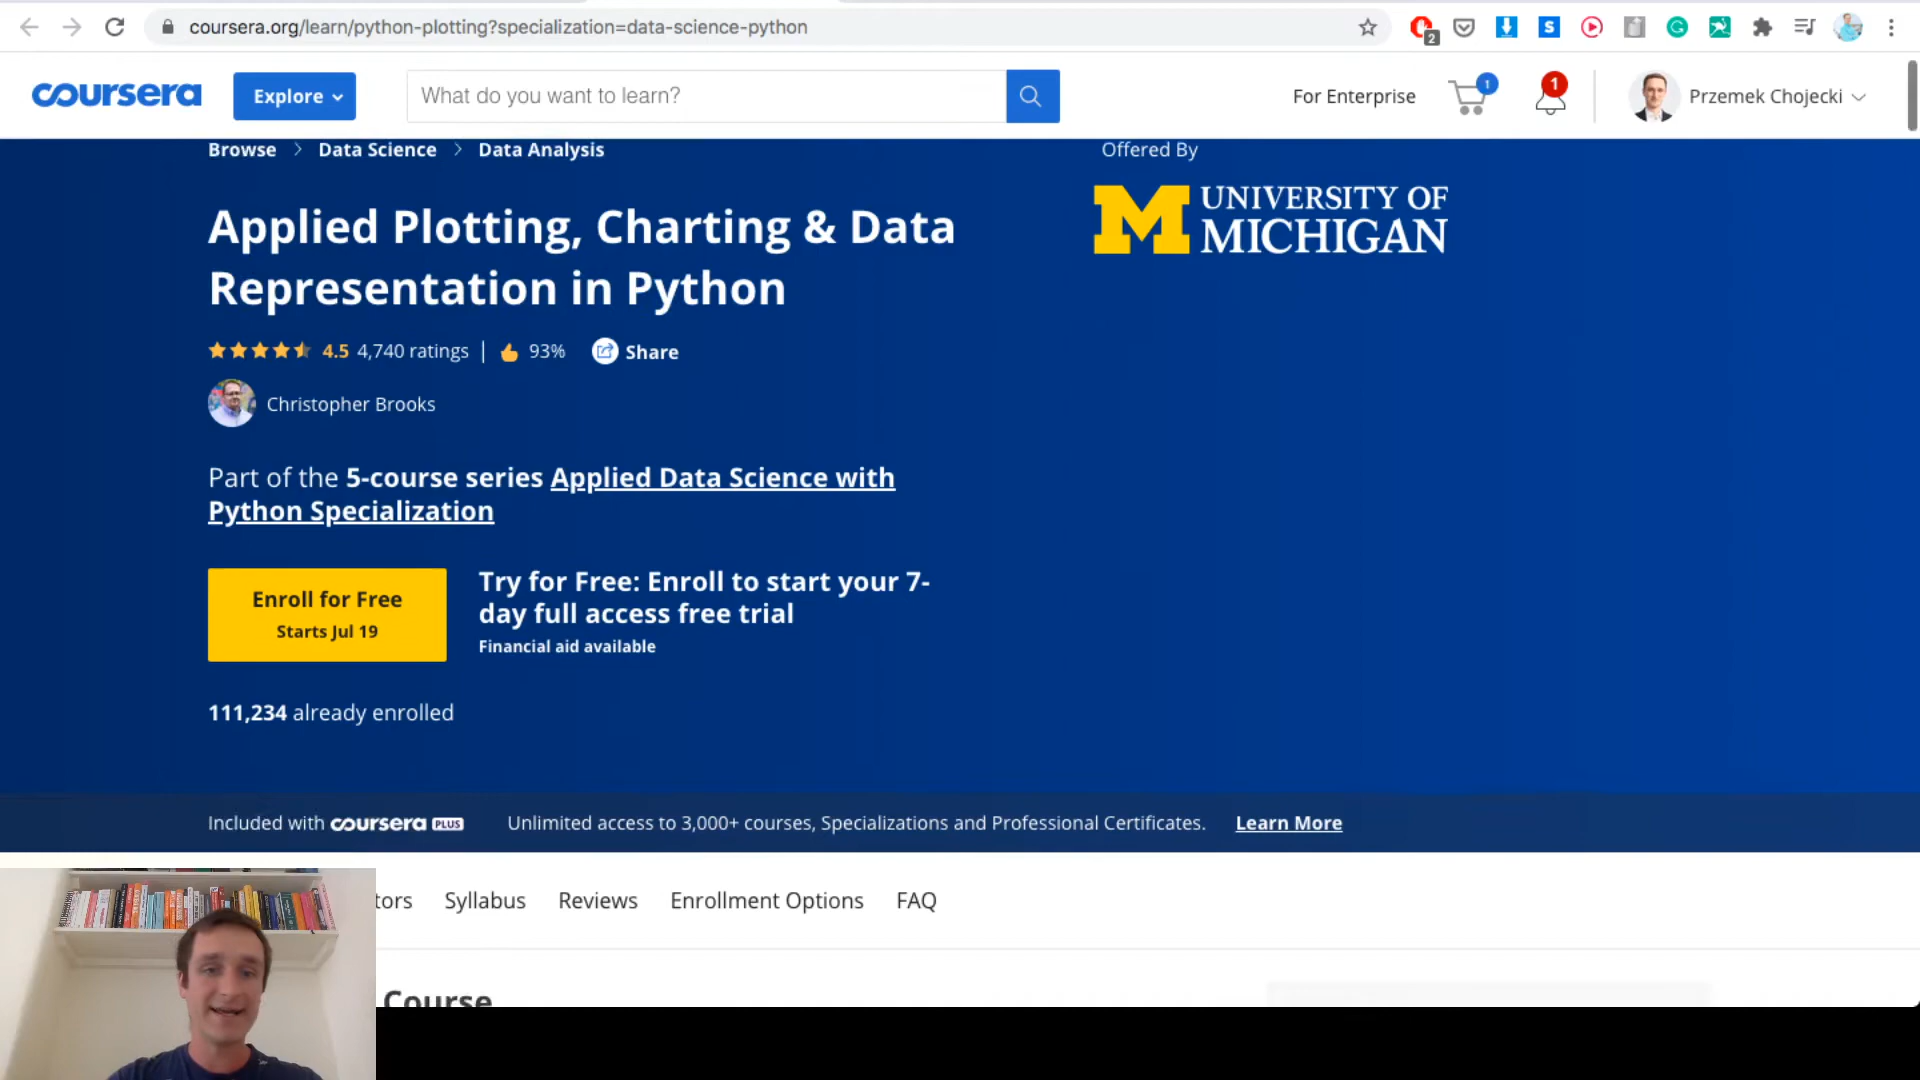 coursera.org/learn/python-plotting?specialization=data-science-python
2
S
G
coursera
Explore
What do you want to learn?
For Enterprise
1
1
Przemek Chojecki
Browse > Data Science > Data Analysis
Offered By
M UNIVERSITY OF
MICHIGAN
Applied Plotting, Charting & Data
Representation in Python
4.5 4,740 ratings | 93% Share
Christopher Brooks
Part of the 5-course series Applied Data Science with
Python Specialization
Enroll for Free
Starts Jul 19
Try for Free: Enroll to start your 7-
day full access free trial
Financial aid available
111,234 already enrolled
Included with coursera PLUS Unlimited access to 3,000+ courses, Specializations and Professional Certificates. Learn More
tors Syllabus Reviews Enrollment Options FAQ
Course